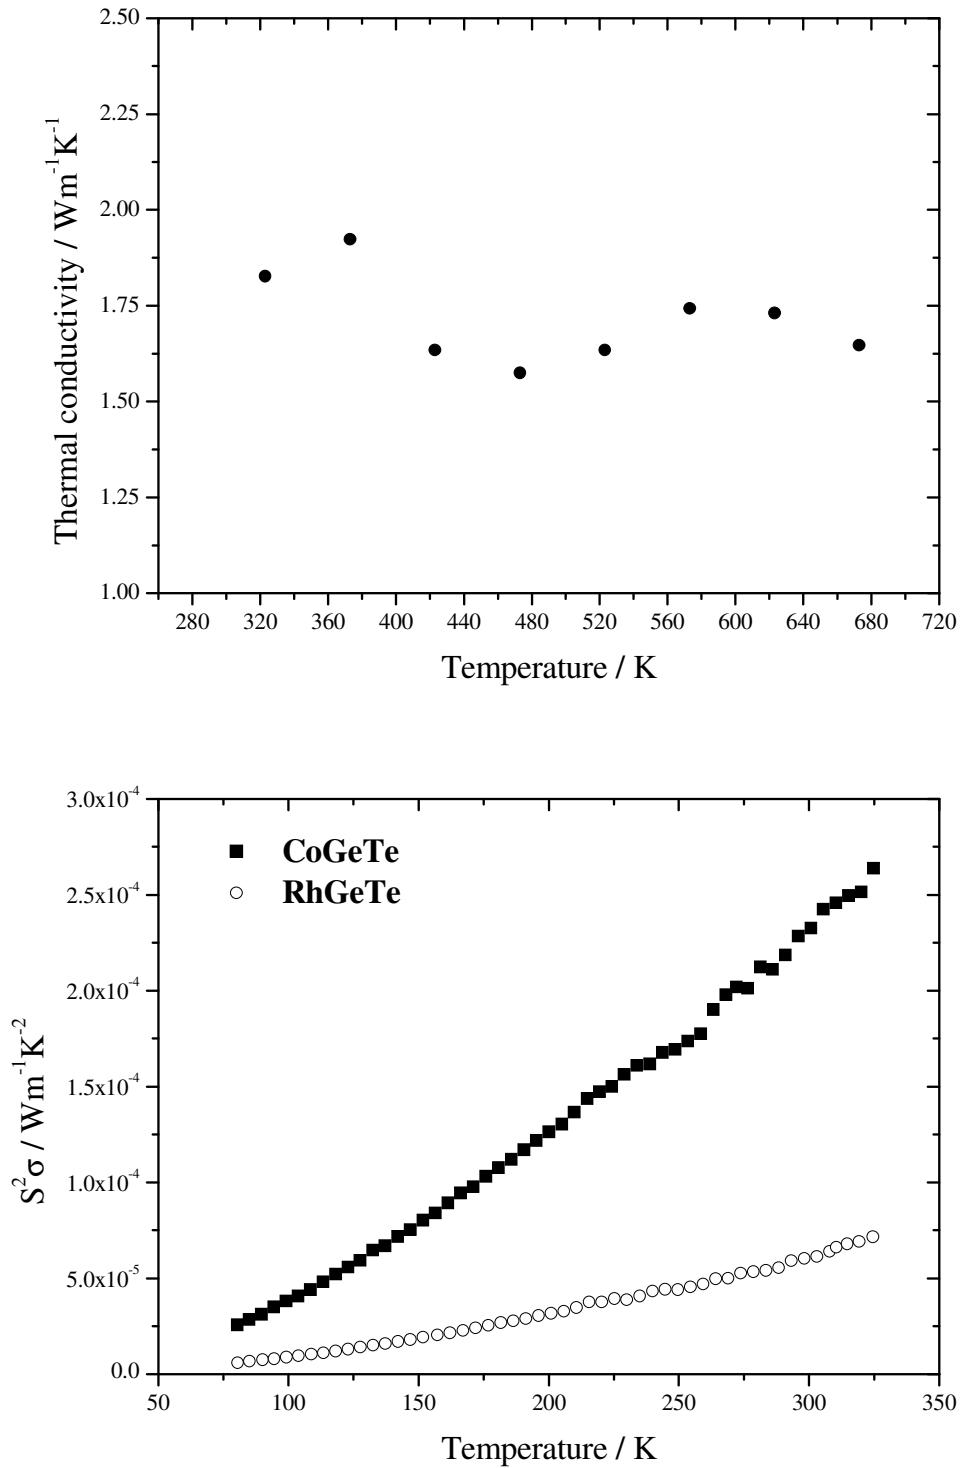 2.50
2.25
2.00
1.75
1.50
1.25
1.00
Thermal conductivity / Wm⁻¹K⁻¹
280 320 360 400 440 480 520 560 600 640 680 720
Temperature / K
3.0x10⁻⁴
2.5x10⁻⁴
2.0x10⁻⁴
1.5x10⁻⁴
1.0x10⁻⁴
5.0x10⁻⁵
0.0
S²σ / Wm⁻¹K⁻²
CoGeTe
RhGeTe
50 100 150 200 250 300 350
Temperature / K